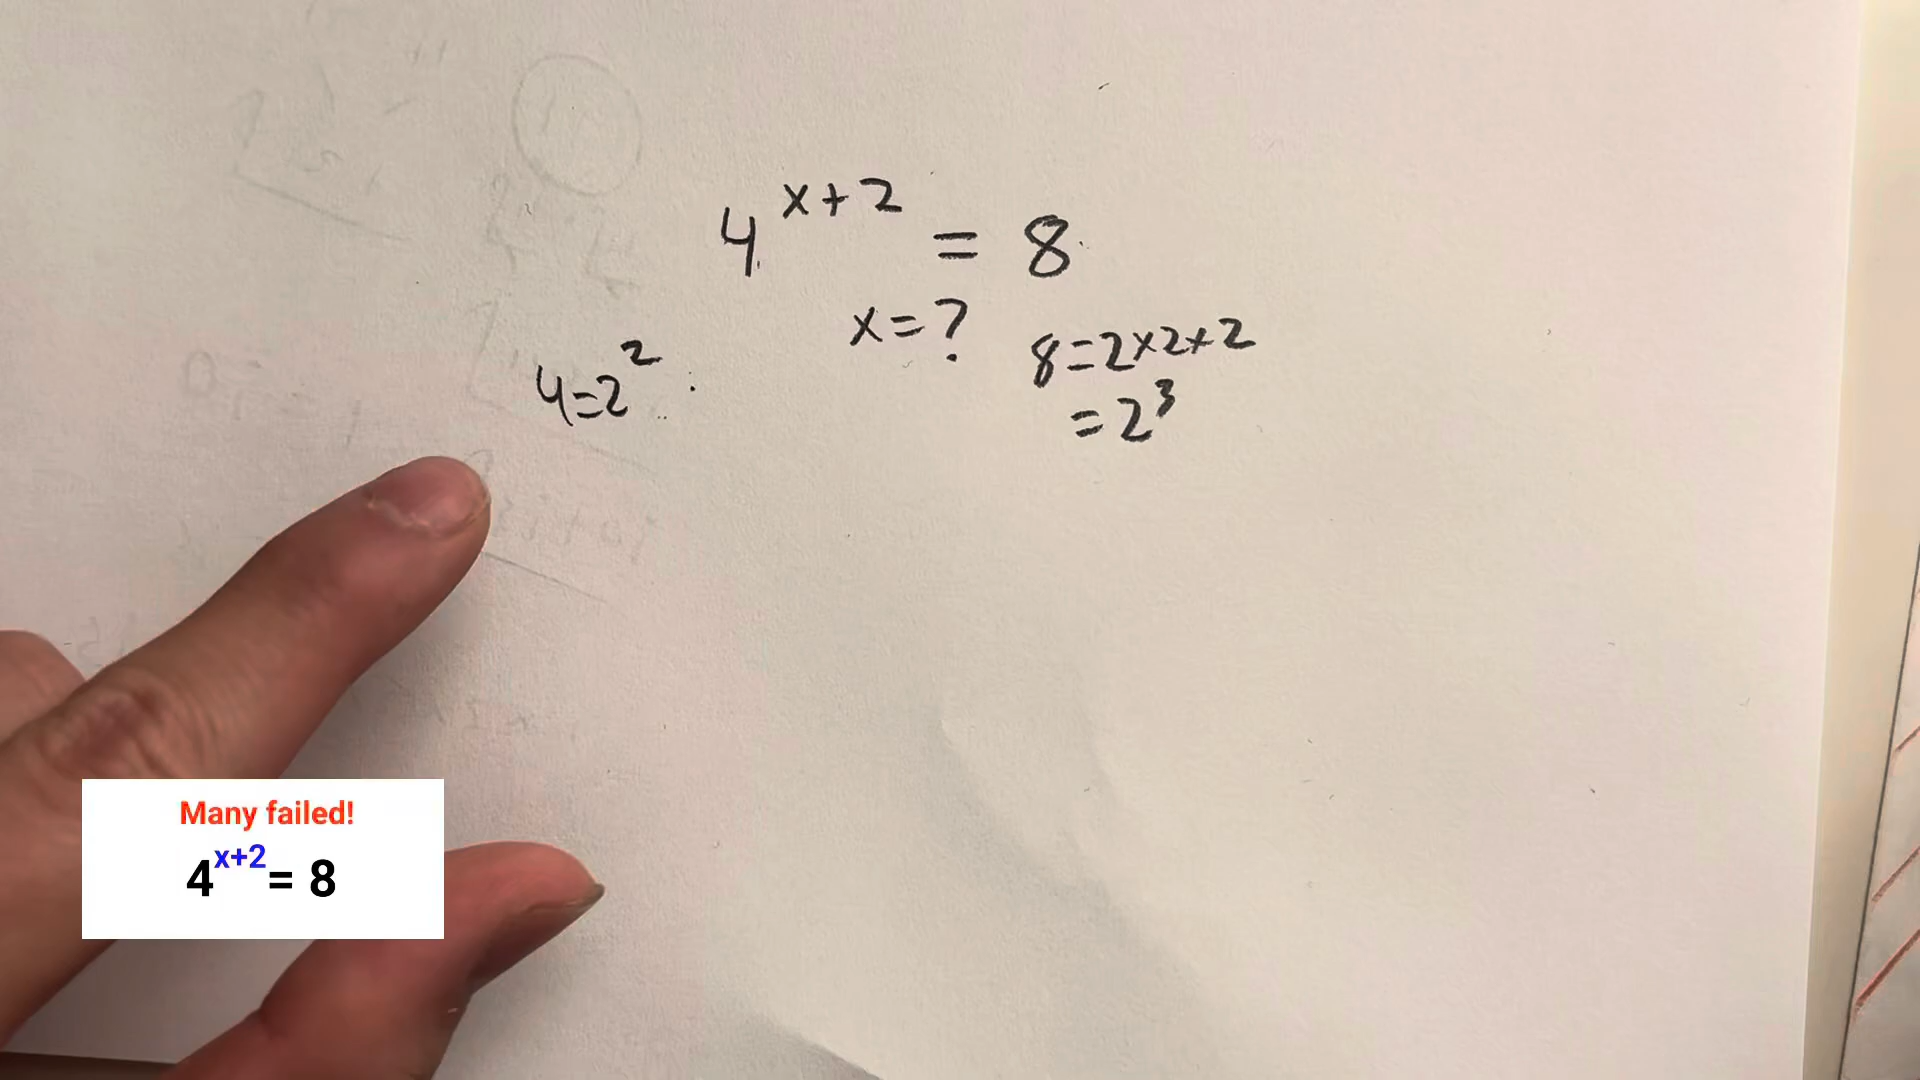 4^{x+2} = 8
x=?
4=2^2
8=2×2×2
=2^3
Many failed!
4^{x+2}= 8